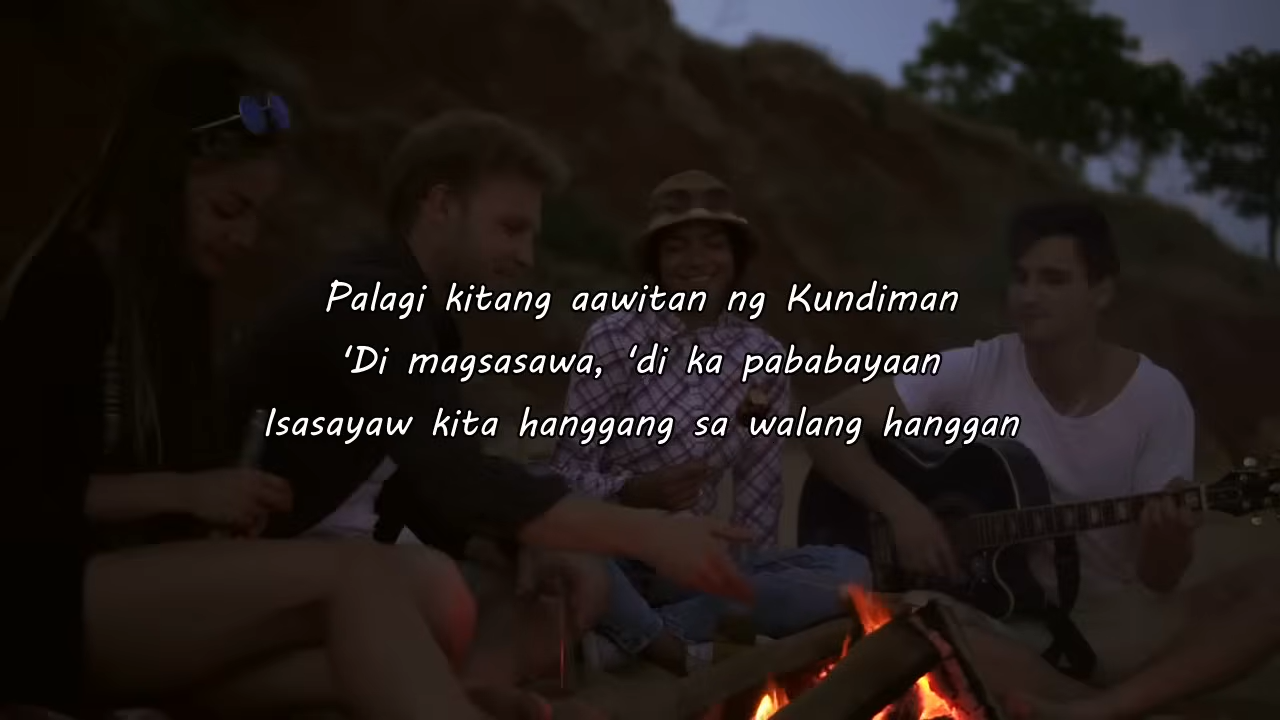 Palagi kitang aawitan ng Kundiman
‘Di magsasawa, ‘di ka pababayaan
Isasayaw kita hanggang sa walang hanggan